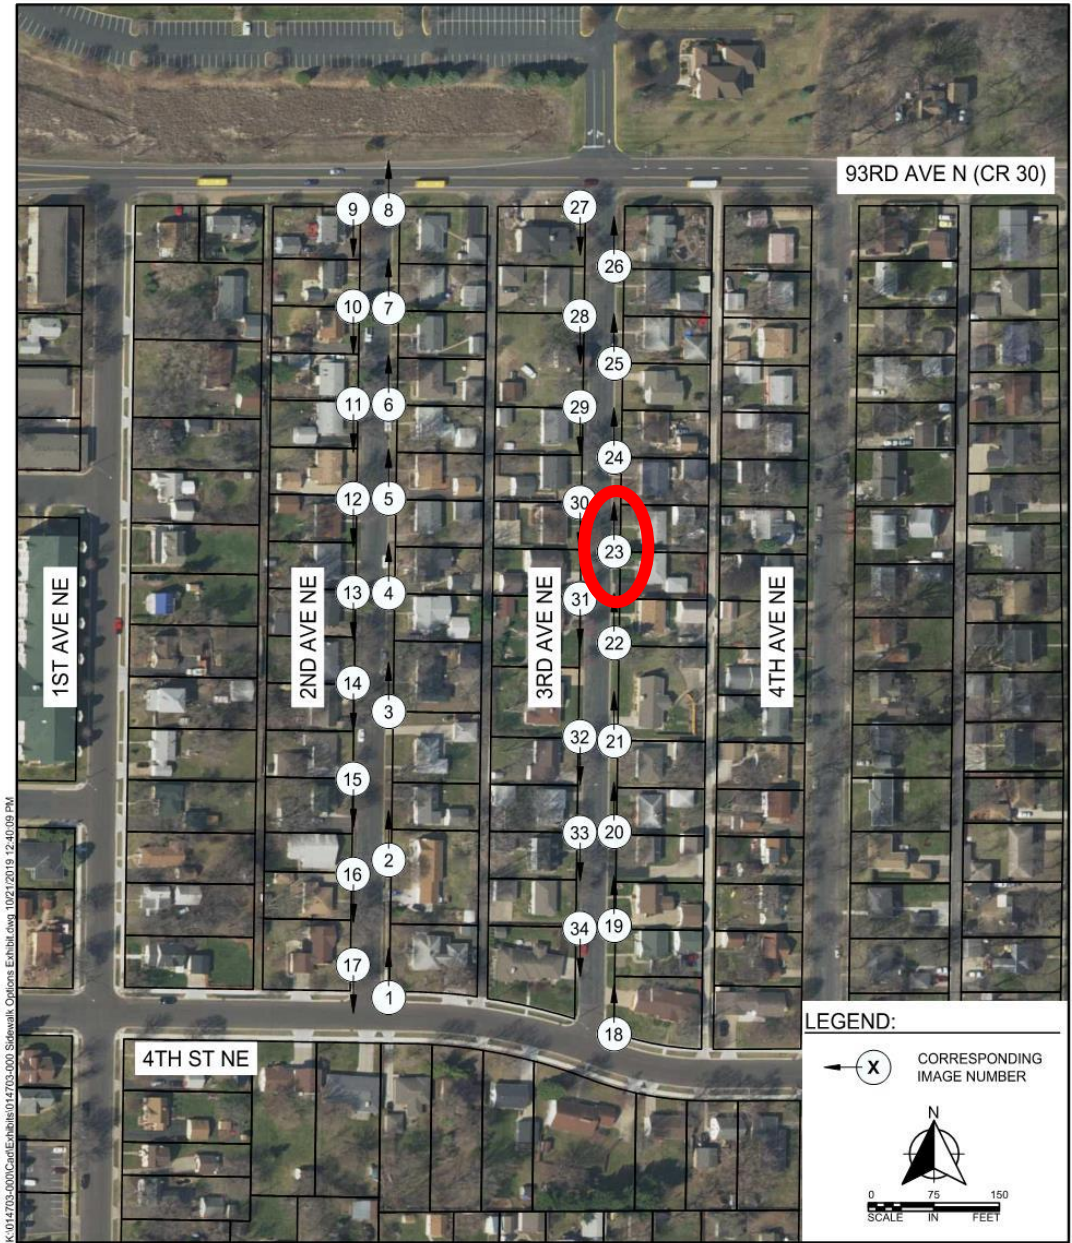 93RD AVE N (CR 30)
9
8
27
26
10
7
28
25
11
6
29
24
12
5
30
23
13
4
31
22
14
3
32
21
15
2
33
20
16
34
19
17
1
18
1ST AVE NE
2ND AVE NE
3RD AVE NE
4TH AVE NE
4TH ST NE
LEGEND:
X
CORRESPONDING
IMAGE NUMBER
N
0 75 150
SCALE IN FEET
K:\014703-000\Cad\Exhibits\014703-000 Sidewalk Options Exhibit.dwg 10/21/2019 12:40:09 PM